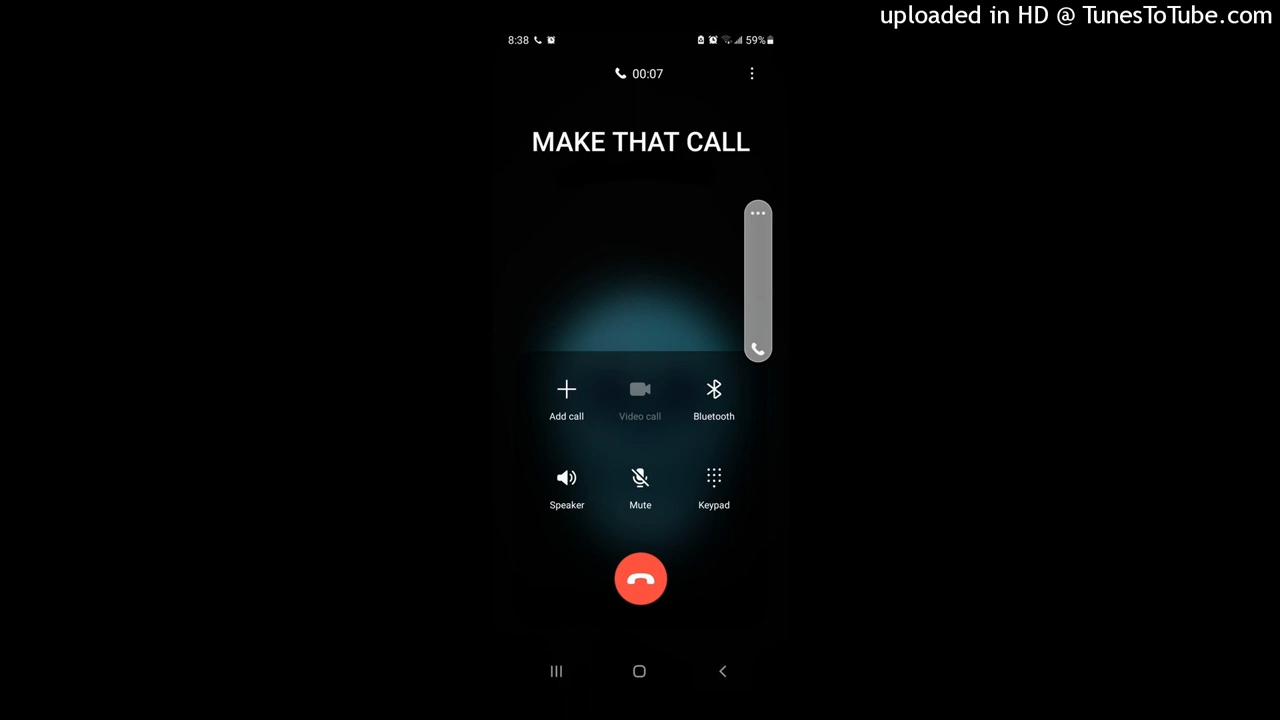 uploaded in HD @ TunesToTube.com
8:38 59%
00:07
MAKE THAT CALL
Add call Video call Bluetooth
Speaker Mute Keypad